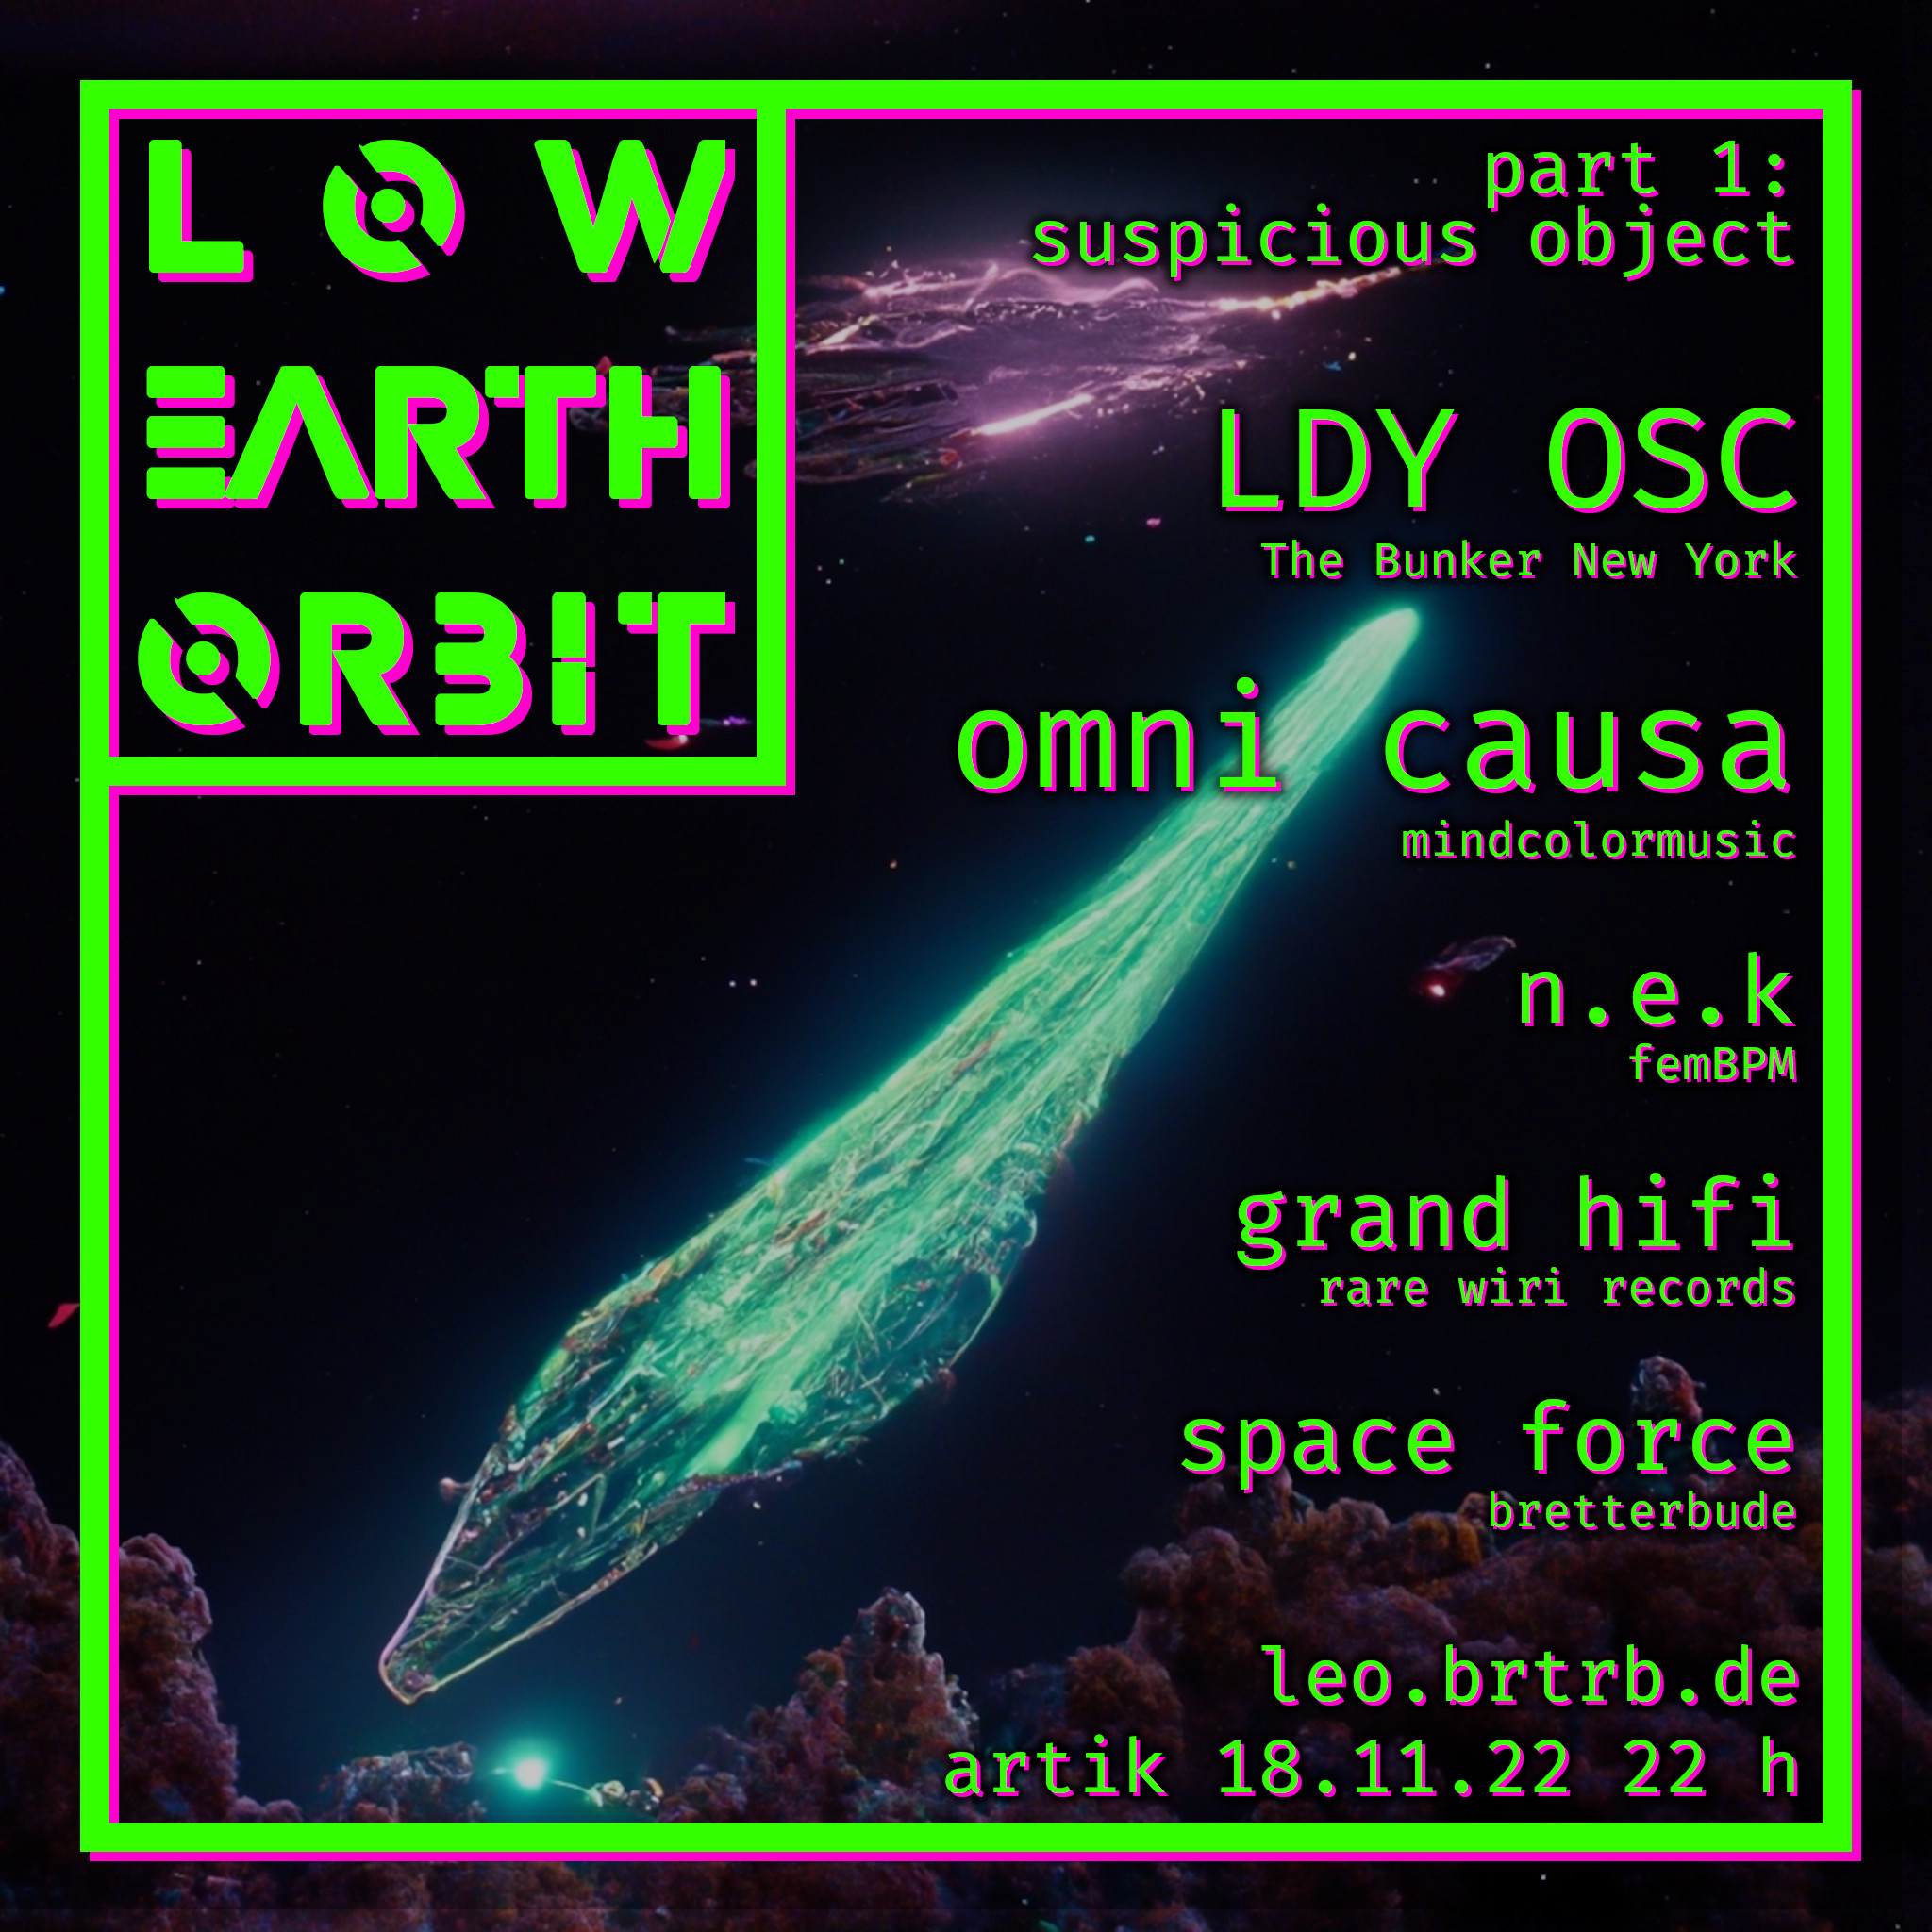 LOW
EARTH
ORBIT
part 1:
suspicious object
LDY OSC
The Bunker New York
omni causa
mindcolormusic
n.e.k
femBPM
grand hifi
rare wiri records
space force
bretterbude
leo.brtrb.de
artik 18.11.22 22 h